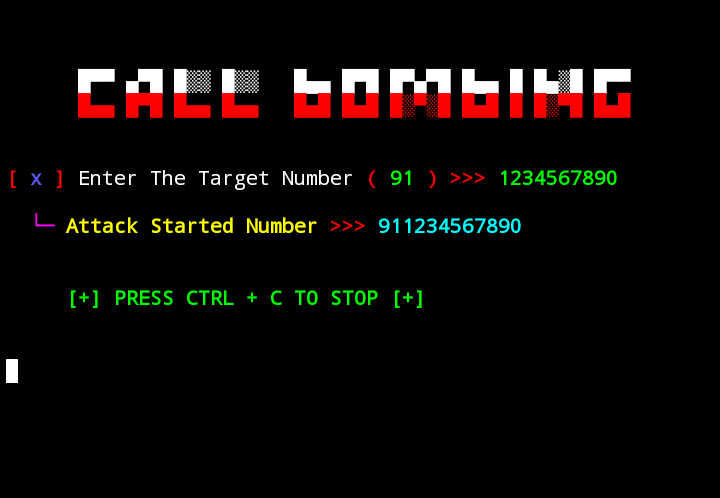 CALL bOMbING
[ x ] Enter The Target Number ( 91 ) >>> 1234567890
└─ Attack Started Number >>> 911234567890
[+] PRESS CTRL + C TO STOP [+]